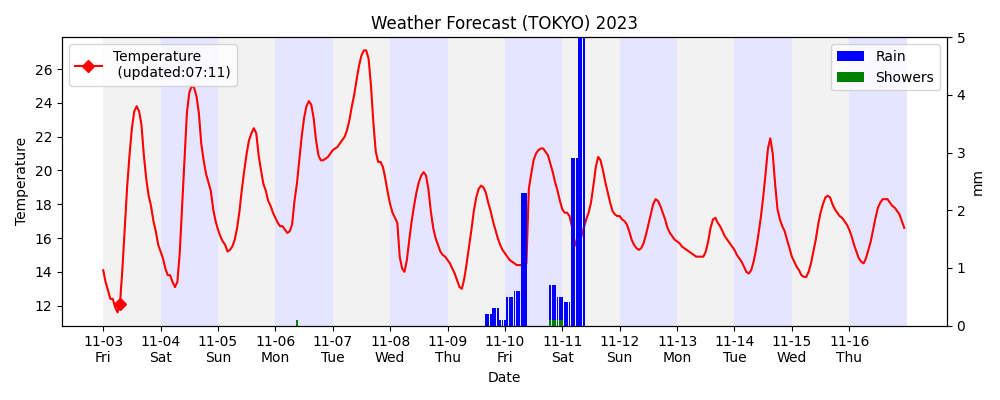 Weather Forecast (TOKYO) 2023
Temperature
(updated:07:11)
Rain
Showers
Temperature
26
24
22
20
18
16
14
12
5
4
3
2
1
0
mm
11-03 11-04 11-05 11-06 11-07 11-08 11-09 11-10 11-11 11-12 11-13 11-14 11-15 11-16
Fri Sat Sun Mon Tue Wed Thu Fri Sat Sun Mon Tue Wed Thu
Date